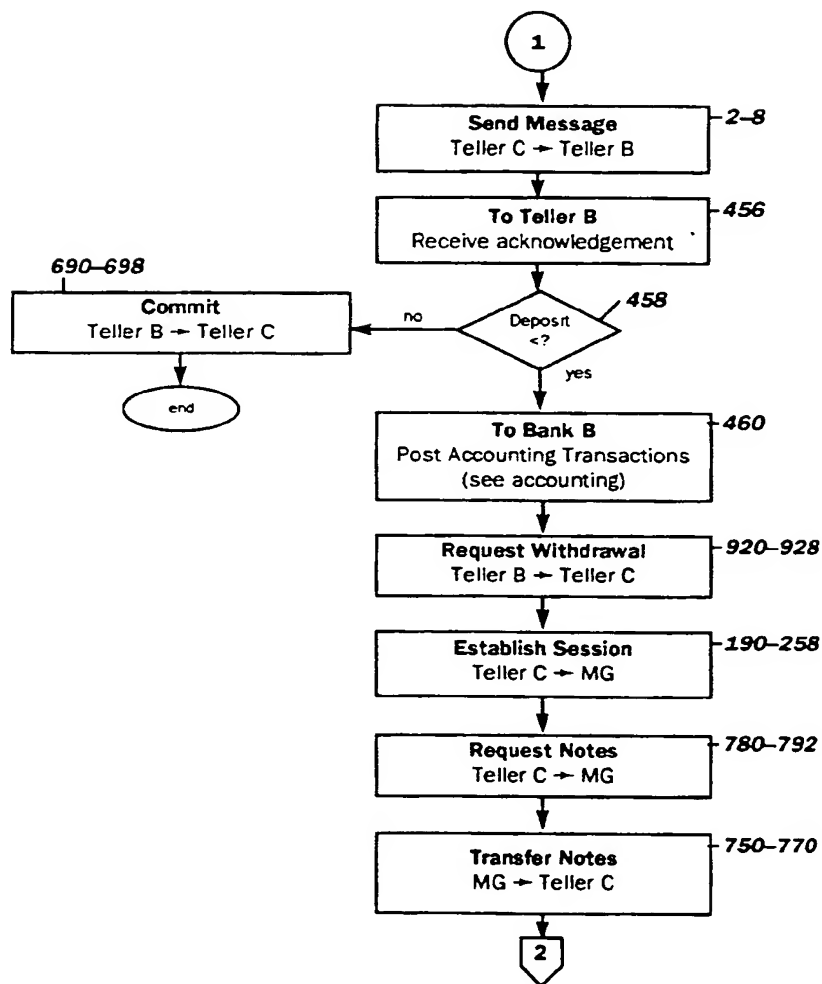 1
Send Message
Teller C → Teller B
2–8
To Teller B
Receive acknowledgement
456
690–698
Commit
Teller B → Teller C
no
Deposit
<?
458
yes
end
To Bank B
Post Accounting Transactions
(see accounting)
460
Request Withdrawal
Teller B → Teller C
920–928
Establish Session
Teller C → MG
190–258
Request Notes
Teller C → MG
780–792
Transfer Notes
MG → Teller C
750–770
2